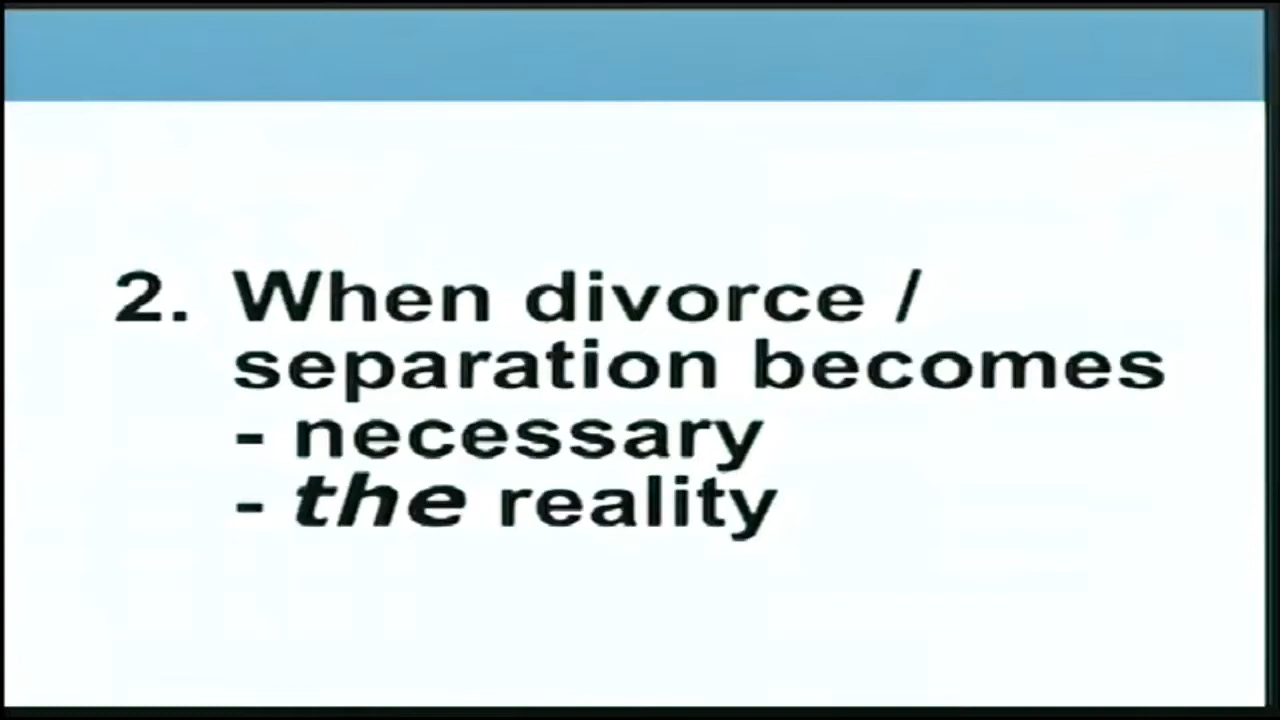 2. When divorce /
separation becomes
- necessary
- the reality